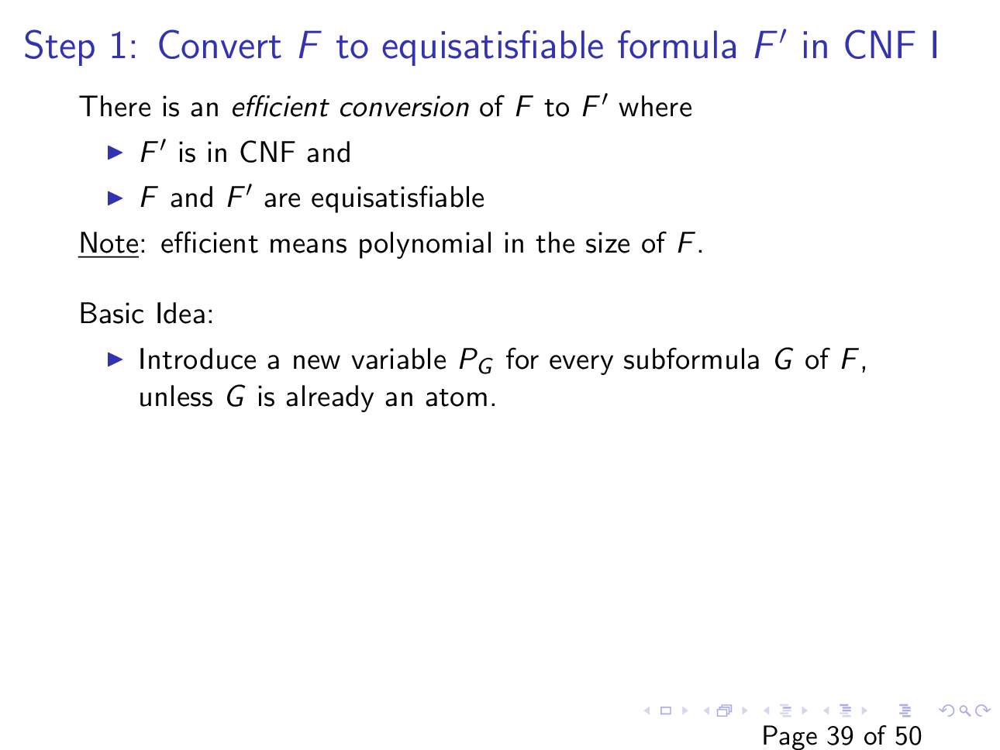 Step 1: Convert F to equisatisfiable formula F′ in CNF I
There is an efficient conversion of F to F′ where
▶ F′ is in CNF and
▶ F and F′ are equisatisfiable
Note: efficient means polynomial in the size of F.
Basic Idea:
▶ Introduce a new variable P_G for every subformula G of F,
unless G is already an atom.
Page 39 of 50